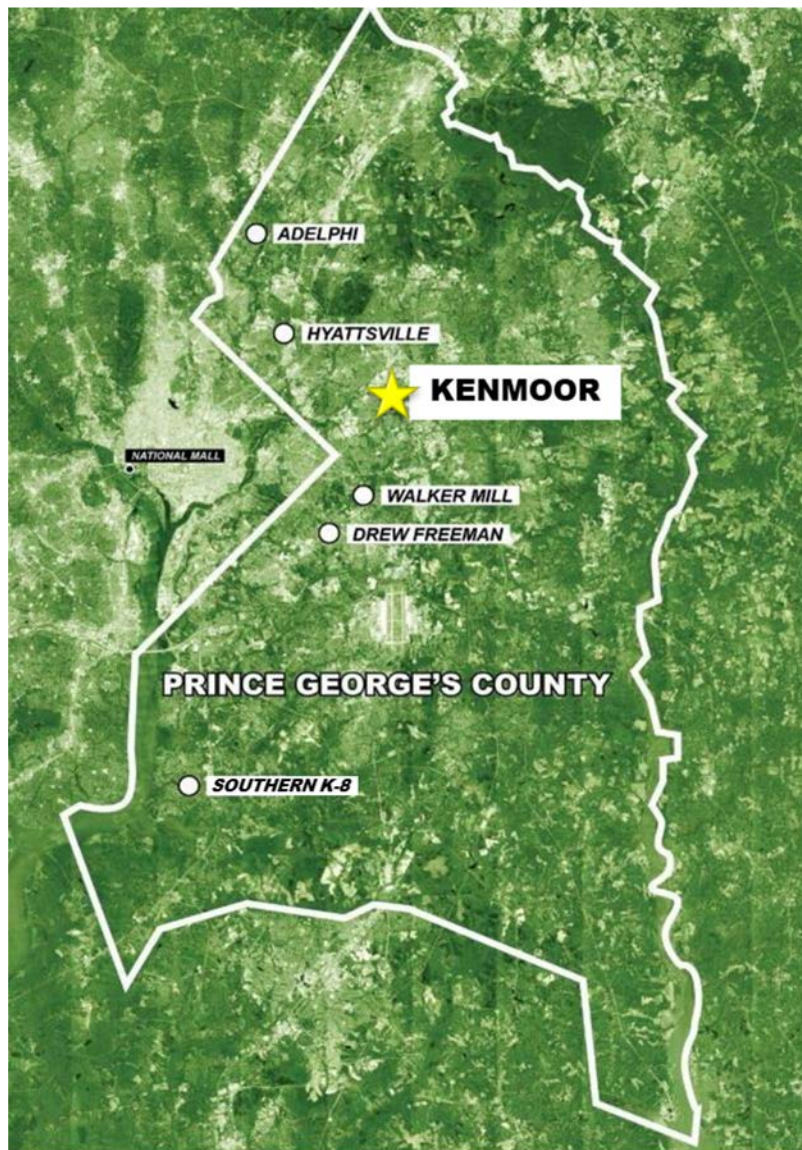 ADELPHI
HYATTSVILLE
KENMOOR
NATIONAL MALL
WALKER MILL
DREW FREEMAN
PRINCE GEORGE'S COUNTY
SOUTHERN K-8